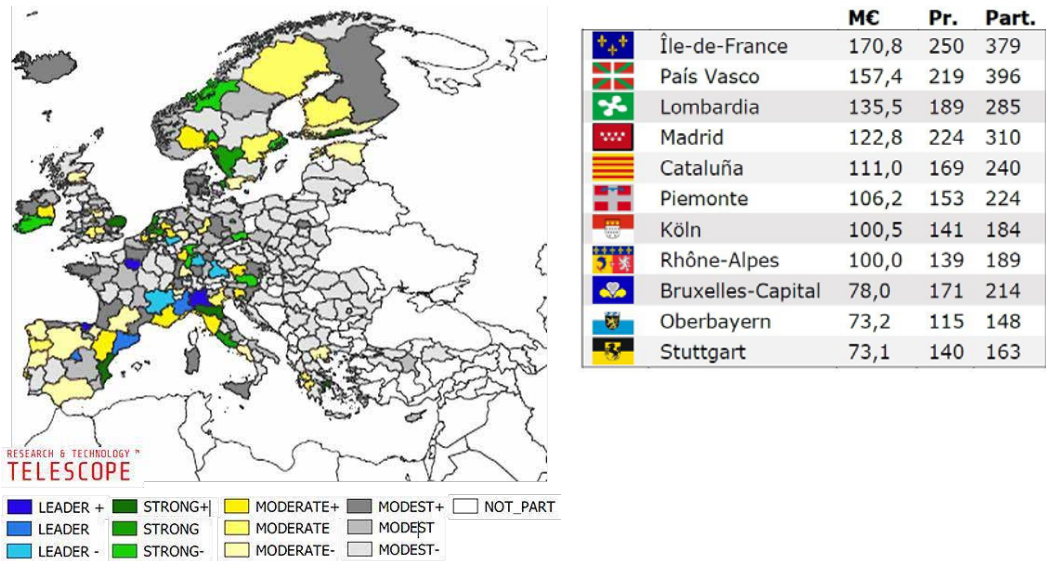 M€ Pr. Part.
Île-de-France 170,8 250 379
País Vasco 157,4 219 396
Lombardia 135,5 189 285
Madrid 122,8 224 310
Cataluña 111,0 169 240
Piemonte 106,2 153 224
Köln 100,5 141 184
Rhône-Alpes 100,0 139 189
Bruxelles-Capital 78,0 171 214
Oberbayern 73,2 115 148
Stuttgart 73,1 140 163
RESEARCH & TECHNOLOGY ™
TELESCOPE
LEADER + STRONG+ MODERATE+ MODEST+ NOT_PART
LEADER STRONG MODERATE MODEST
LEADER - STRONG- MODERATE- MODEST-